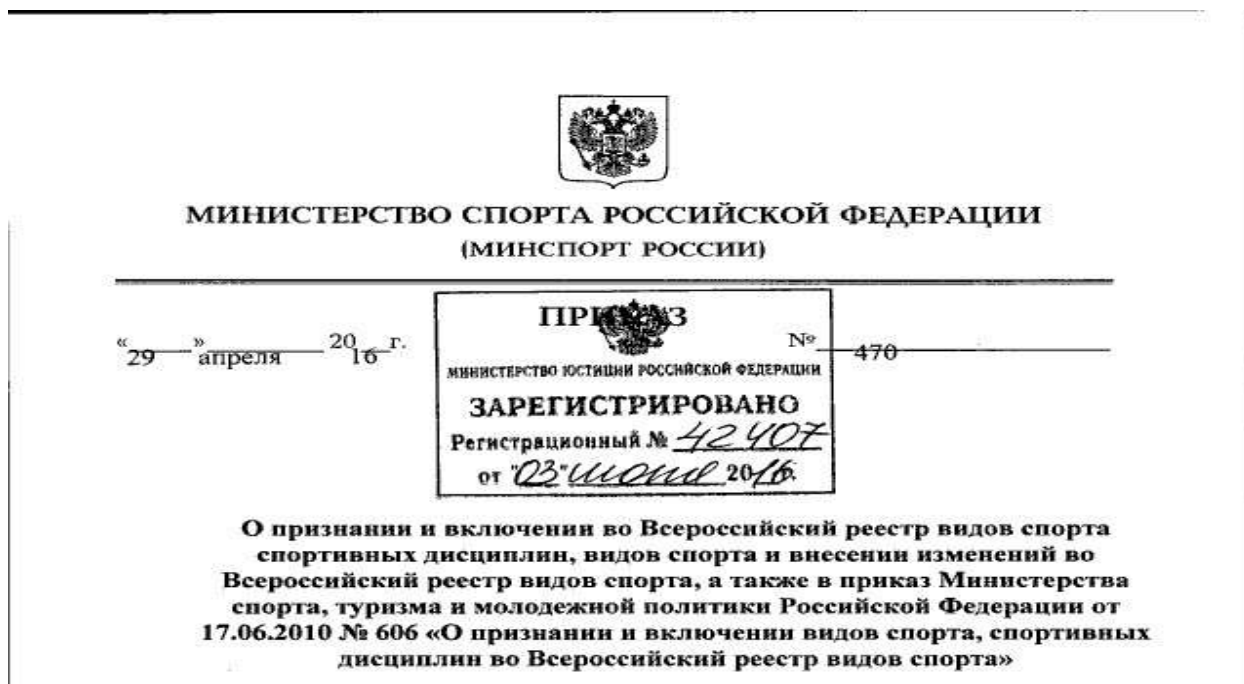 МИНИСТЕРСТВО СПОРТА РОССИЙСКОЙ ФЕДЕРАЦИИ
(МИНСПОРТ РОССИИ)
ПРИКАЗ
« 29 » апреля 20 16 г. № 470
МИНИСТЕРСТВО ЮСТИЦИИ РОССИЙСКОЙ ФЕДЕРАЦИИ
ЗАРЕГИСТРИРОВАНО
Регистрационный № 42407
от "03" июня 2016.
О признании и включении во Всероссийский реестр видов спорта
спортивных дисциплин, видов спорта и внесении изменений во
Всероссийский реестр видов спорта, а также в приказ Министерства
спорта, туризма и молодежной политики Российской Федерации от
17.06.2010 № 606 «О признании и включении видов спорта, спортивных
дисциплин во Всероссийский реестр видов спорта»